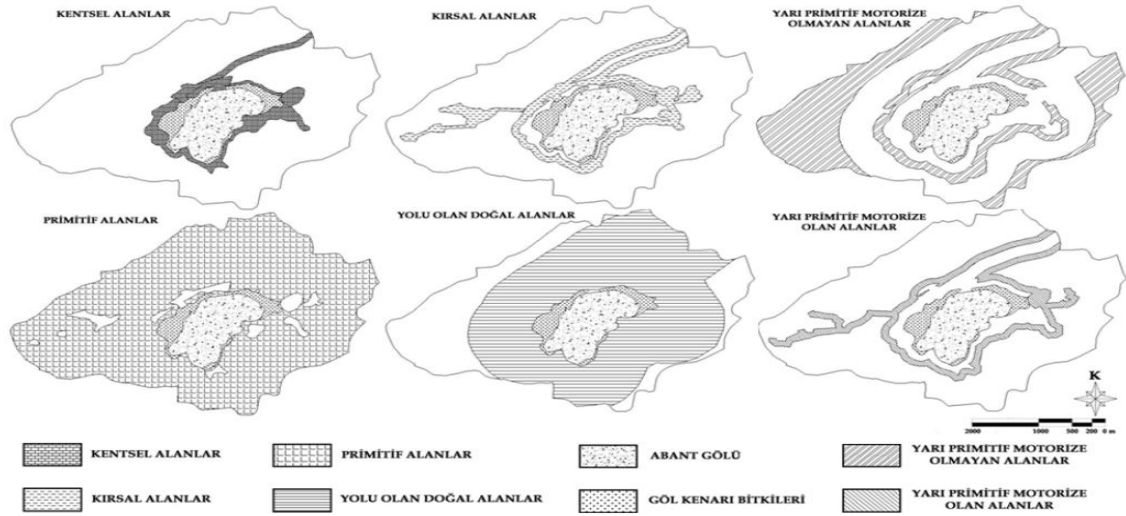 KENTSEL ALANLAR
KIRSAL ALANLAR
YARI PRİMİTİF MOTORİZE
OLMAYAN ALANLAR
PRİMİTİF ALANLAR
YOLU OLAN DOĞAL ALANLAR
YARI PRİMİTİF MOTORİZE
OLAN ALANLAR
K
2000 1000 500 200 0 m
KENTSEL ALANLAR
PRİMİTİF ALANLAR
ABANT GÖLÜ
YARI PRİMİTİF MOTORİZE
OLMAYAN ALANLAR
KIRSAL ALANLAR
YOLU OLAN DOĞAL ALANLAR
GÖL KENARI BİTKİLERİ
YARI PRİMİTİF MOTORİZE
OLAN ALANLAR